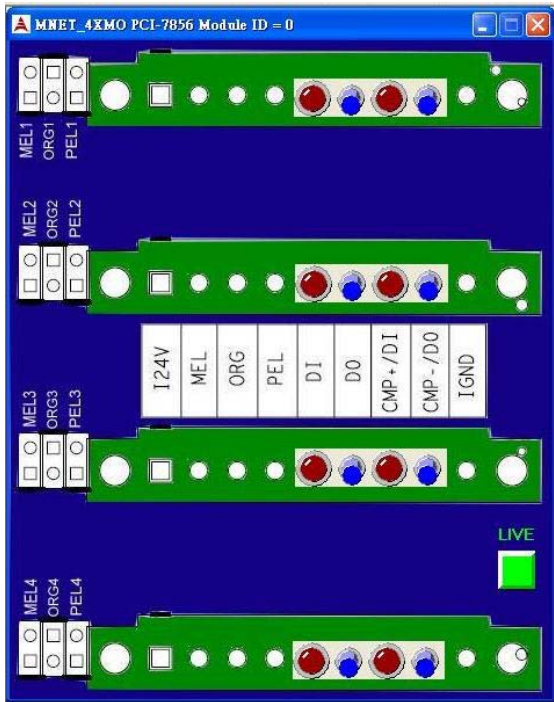 MNET_4XMO PCI-7856 Module ID = 0
MEL1
ORG1
PEL1
MEL2
ORG2
PEL2
I24V
MEL
ORG
PEL
DI
DO
CMP+/DI
CMP-/DO
IGND
MEL3
ORG3
PEL3
LIVE
MEL4
ORG4
PEL4